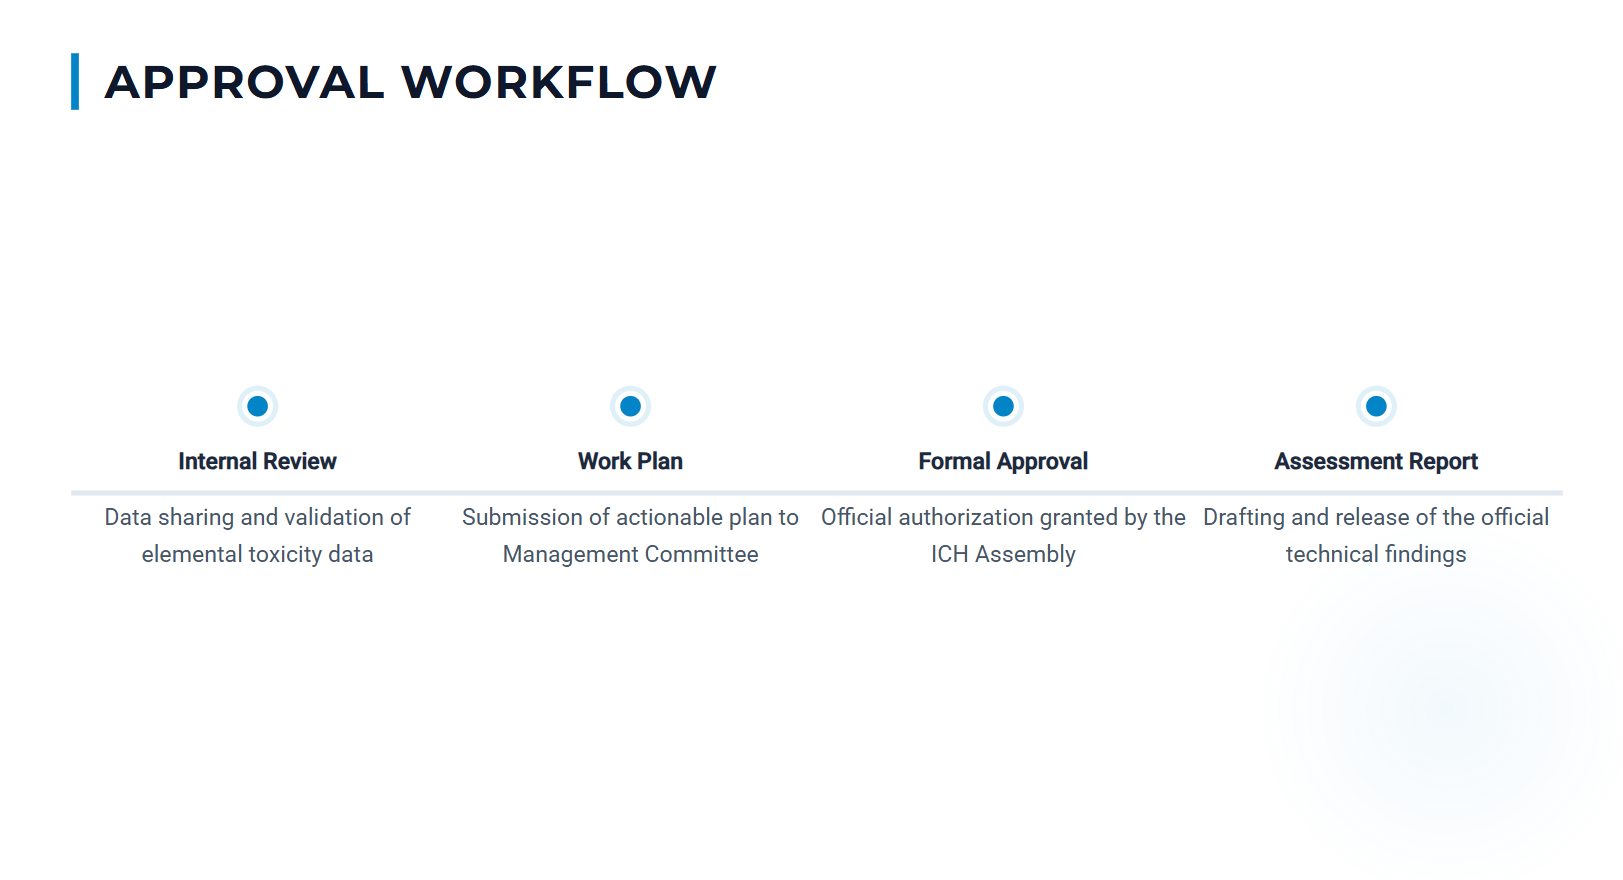 APPROVAL WORKFLOW
Internal Review
Data sharing and validation of
elemental toxicity data
Work Plan
Submission of actionable plan to
Management Committee
Formal Approval
Official authorization granted by the
ICH Assembly
Assessment Report
Drafting and release of the official
technical findings